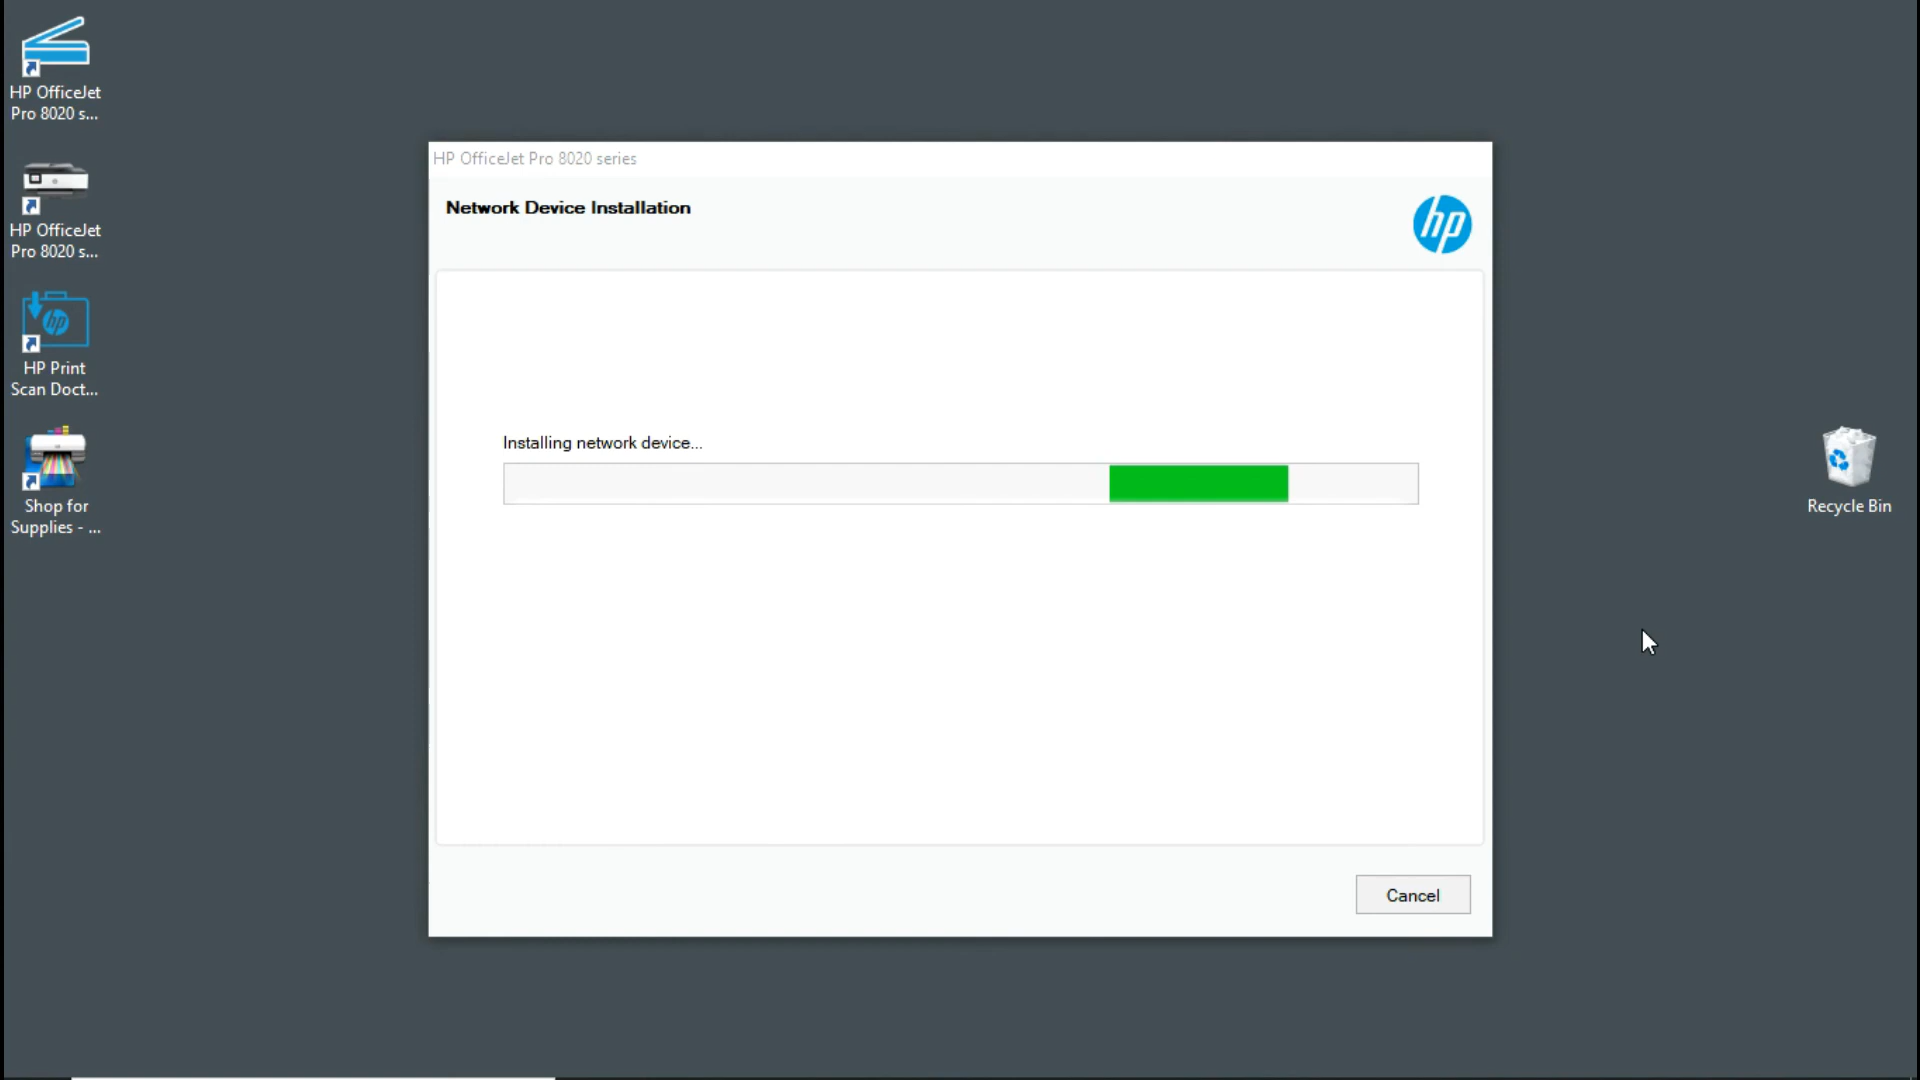 HP OfficeJet
Pro 8020 s...
HP OfficeJet
Pro 8020 s...
hp
HP Print
Scan Doct...
Shop for
Supplies - ...
HP OfficeJet Pro 8020 series
Network Device Installation
hp
Installing network device...
Cancel
Recycle Bin